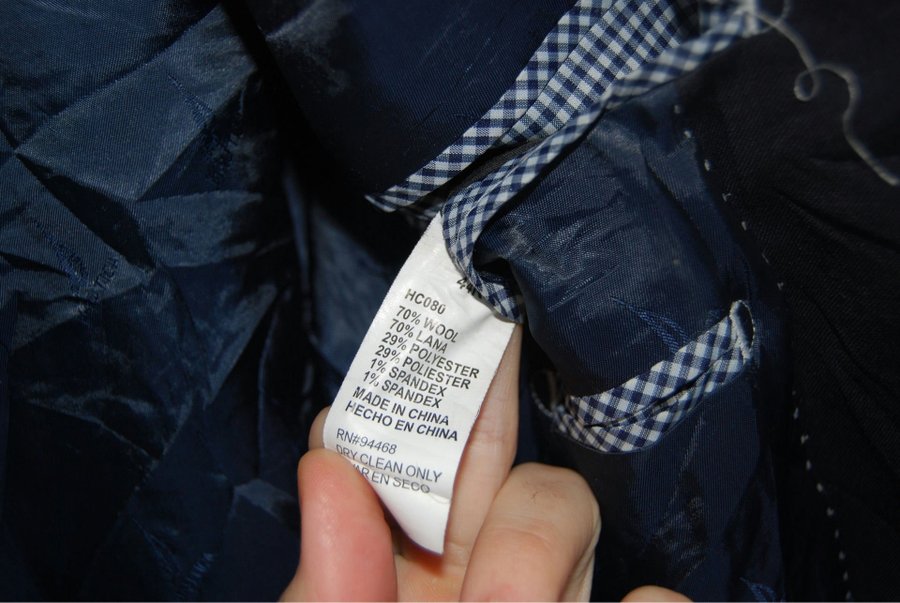 44
HC080
70% WOOL
70% LANA
29% POLYESTER
29% POLIESTER
1% SPANDEX
1% SPANDEX
MADE IN CHINA
HECHO EN CHINA
RN#94468
DRY CLEAN ONLY
EN SECO